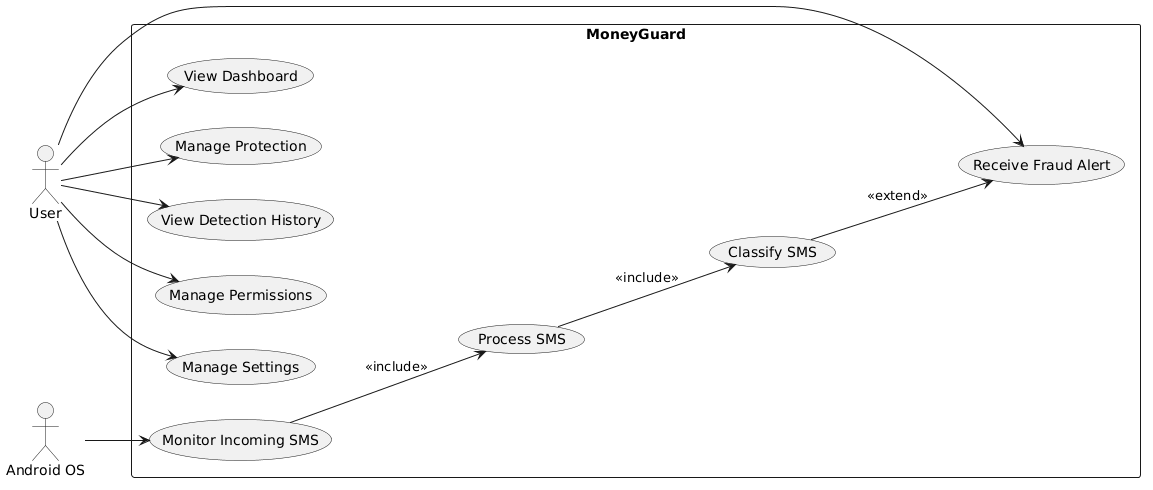 MoneyGuard
View Dashboard
Manage Protection
Receive Fraud Alert
«extend»
User
View Detection History
Classify SMS
«include»
Manage Permissions
Process SMS
Manage Settings
«include»
Monitor Incoming SMS
Android OS